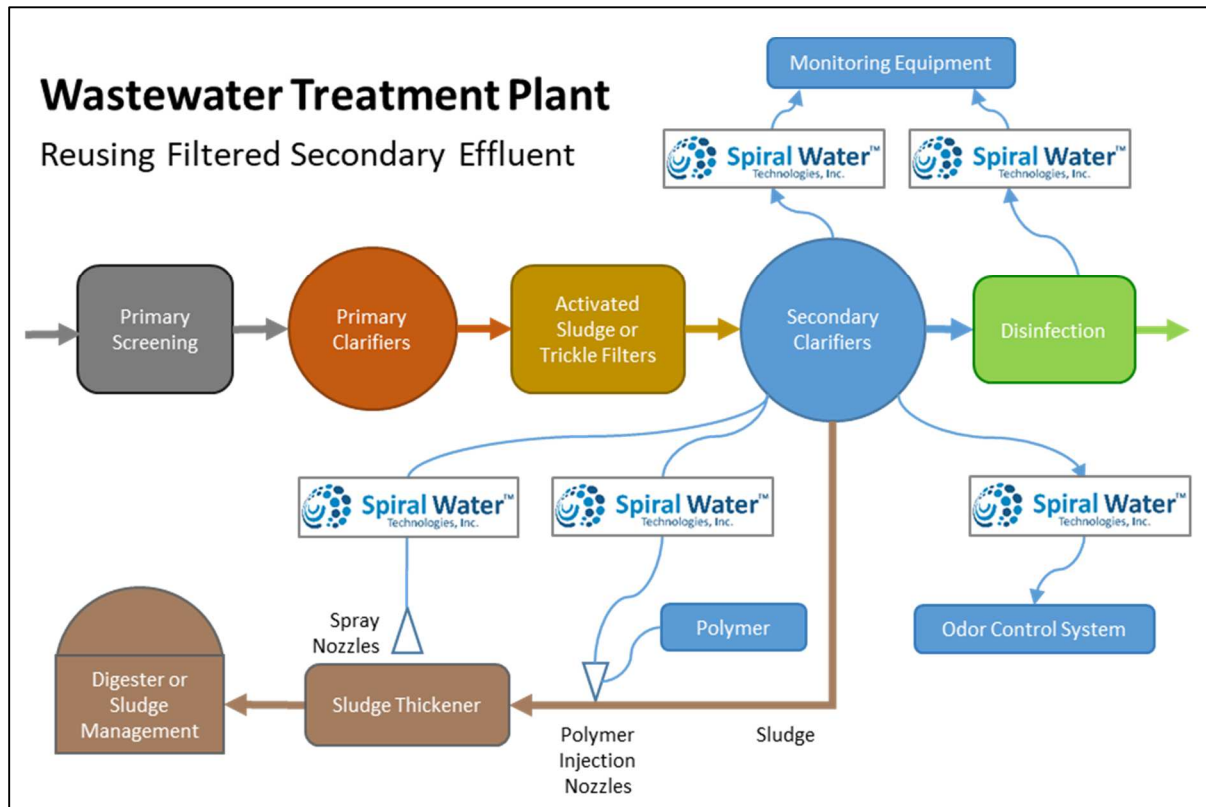 Wastewater Treatment Plant
Reusing Filtered Secondary Effluent
Monitoring Equipment
Spiral Water™
Technologies, Inc.
Spiral Water™
Technologies, Inc.
Primary
Screening
Primary
Clarifiers
Activated
Sludge or
Trickle Filters
Secondary
Clarifiers
Disinfection
Spiral Water™
Technologies, Inc.
Spiral Water™
Technologies, Inc.
Spiral Water™
Technologies, Inc.
Spray
Nozzles
Polymer
Odor Control System
Digester or
Sludge
Management
Sludge Thickener
Polymer
Injection
Nozzles
Sludge